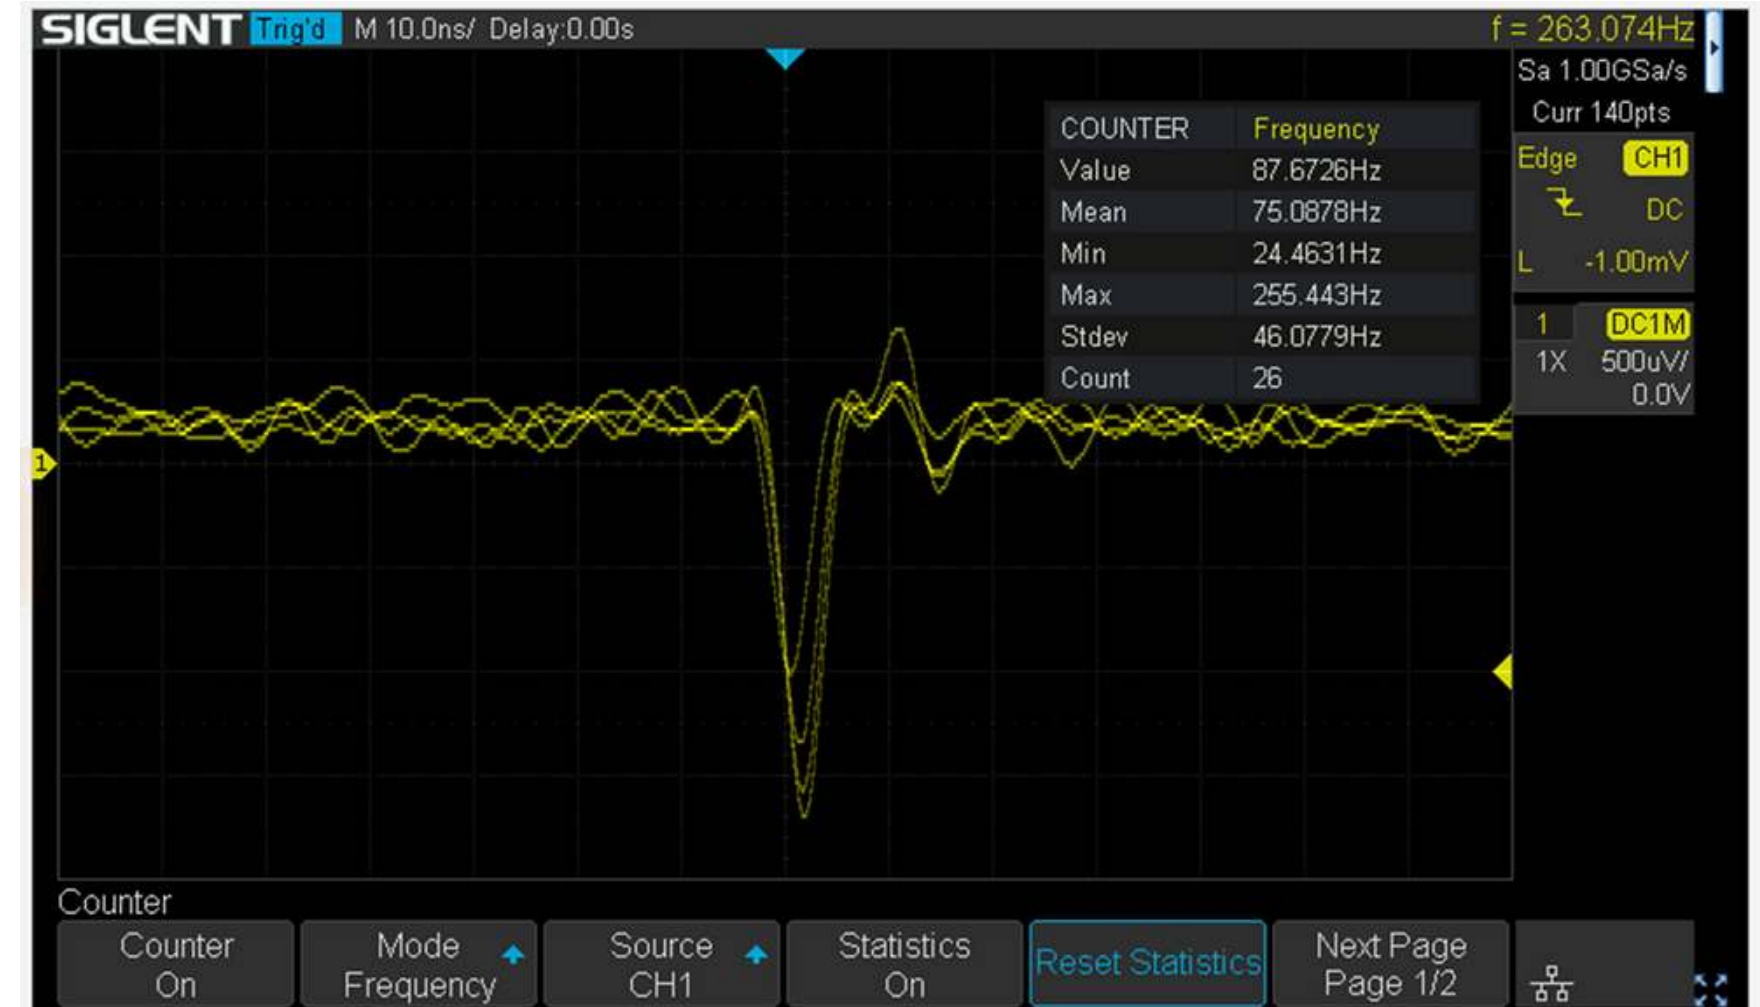 SIGLENT Trig'd M 10.0ns/ Delay:0.00s f = 263.074Hz
Sa 1.00GSa/s
Curr 140pts
COUNTER Frequency
Value 87.6726Hz
Mean 75.0878Hz
Min 24.4631Hz
Max 255.443Hz
Stdev 46.0779Hz
Count 26
Edge CH1
DC
L -1.00mV
1 DC1M
1X 500uV/
0.0V
1
Counter
Counter
On
Mode
Frequency
Source
CH1
Statistics
On
Reset Statistics
Next Page
Page 1/2